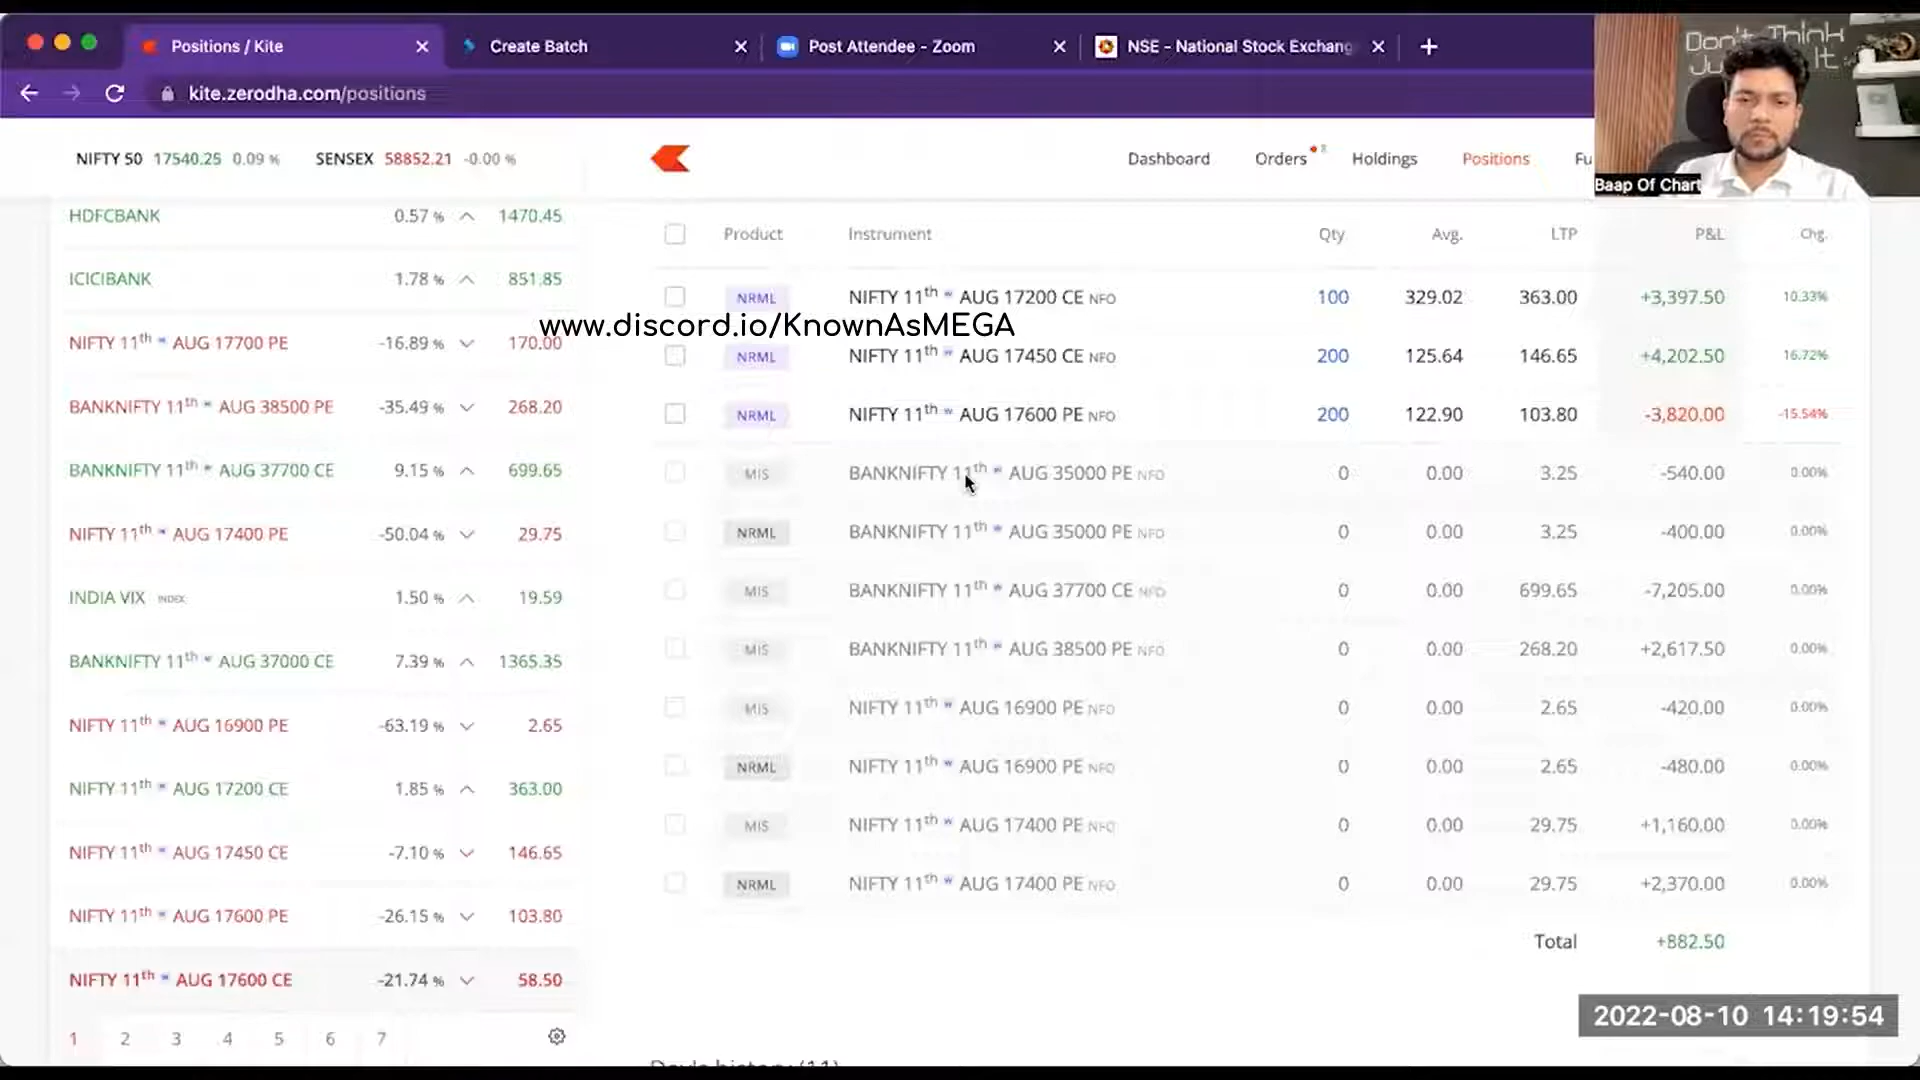 Positions / Kite
Create Batch
Post Attendee - Zoom
NSE - National Stock Exchang
kite.zerodha.com/positions
Don't Think
Baap Of Chart
NIFTY 50 17540.25 0.09 %
SENSEX 58852.21 -0.00 %
Dashboard
Orders
Holdings
Positions
Fu
HDFCBANK 0.57 % 1470.45
ICICIBANK 1.78 % 851.85
NIFTY 11th w AUG 17700 PE -16.89 % 170.00
BANKNIFTY 11th w AUG 38500 PE -35.49 % 268.20
BANKNIFTY 11th w AUG 37700 CE 9.15 % 699.65
NIFTY 11th w AUG 17400 PE -50.04 % 29.75
INDIA VIX INDEX 1.50 % 19.59
BANKNIFTY 11th w AUG 37000 CE 7.39 % 1365.35
NIFTY 11th w AUG 16900 PE -63.19 % 2.65
NIFTY 11th w AUG 17200 CE 1.85 % 363.00
NIFTY 11th w AUG 17450 CE -7.10 % 146.65
NIFTY 11th w AUG 17600 PE -26.15 % 103.80
NIFTY 11th w AUG 17600 CE -21.74 % 58.50
1 2 3 4 5 6 7
Product Instrument Qty Avg. LTP P&L Chg.
NRML NIFTY 11th w AUG 17200 CE NFO 100 329.02 363.00 +3,397.50 10.33%
www.discord.io/KnownAsMEGA
NRML NIFTY 11th w AUG 17450 CE NFO 200 125.64 146.65 +4,202.50 16.72%
NRML NIFTY 11th w AUG 17600 PE NFO 200 122.90 103.80 -3,820.00 -15.54%
MIS BANKNIFTY 11th w AUG 35000 PE NFO 0 0.00 3.25 -540.00 0.00%
NRML BANKNIFTY 11th w AUG 35000 PE NFO 0 0.00 3.25 -400.00 0.00%
MIS BANKNIFTY 11th w AUG 37700 CE NFO 0 0.00 699.65 -7,205.00 0.00%
MIS BANKNIFTY 11th w AUG 38500 PE NFO 0 0.00 268.20 +2,617.50 0.00%
MIS NIFTY 11th w AUG 16900 PE NFO 0 0.00 2.65 -420.00 0.00%
NRML NIFTY 11th w AUG 16900 PE NFO 0 0.00 2.65 -480.00 0.00%
MIS NIFTY 11th w AUG 17400 PE NFO 0 0.00 29.75 +1,160.00 0.00%
NRML NIFTY 11th w AUG 17400 PE NFO 0 0.00 29.75 +2,370.00 0.00%
Total +882.50
2022-08-10 14:19:54